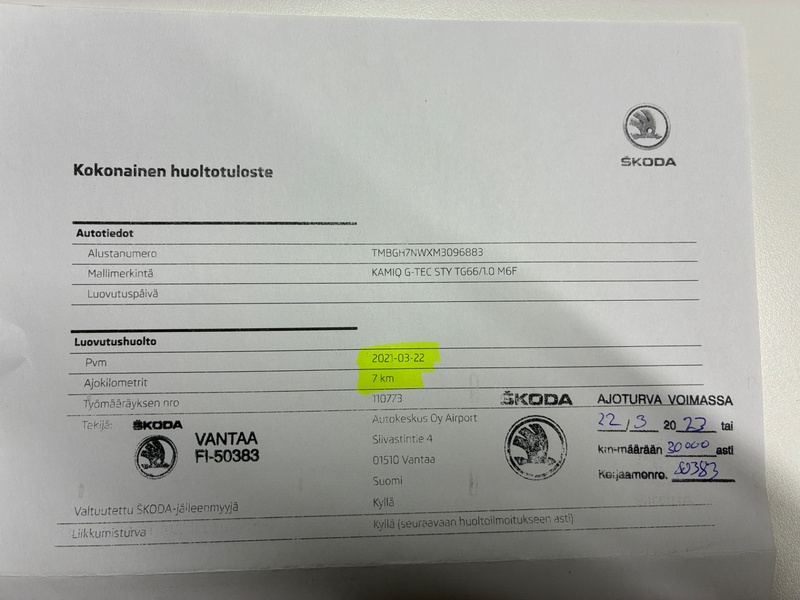 ŠKODA
Kokonainen huoltotuloste
Autotiedot
Alustanumero TMBGH7NWXM3096883
Mallimerkintä KAMIQ G-TEC STY TG66/1.0 M6F
Luovutuspäivä
Luovutushuolto
Pvm 2021-03-22
Ajokilometrit 7 km
Työmääräyksen nro 110773
Tekijä: Autokeskus Oy Airport
Siivastintie 4
01510 Vantaa
Suomi
Valtuutettu ŠKODA-jälleenmyyjä Kyllä
Liikkumisturva Kyllä (seuraavaan huoltoilmoitukseen asti)
ŠKODA
VANTAA
FI-50383
ŠKODA
AJOTURVA VOIMASSA
22/3 2023 tai
km-määrään 30000 asti
Korjaamonro. 50383